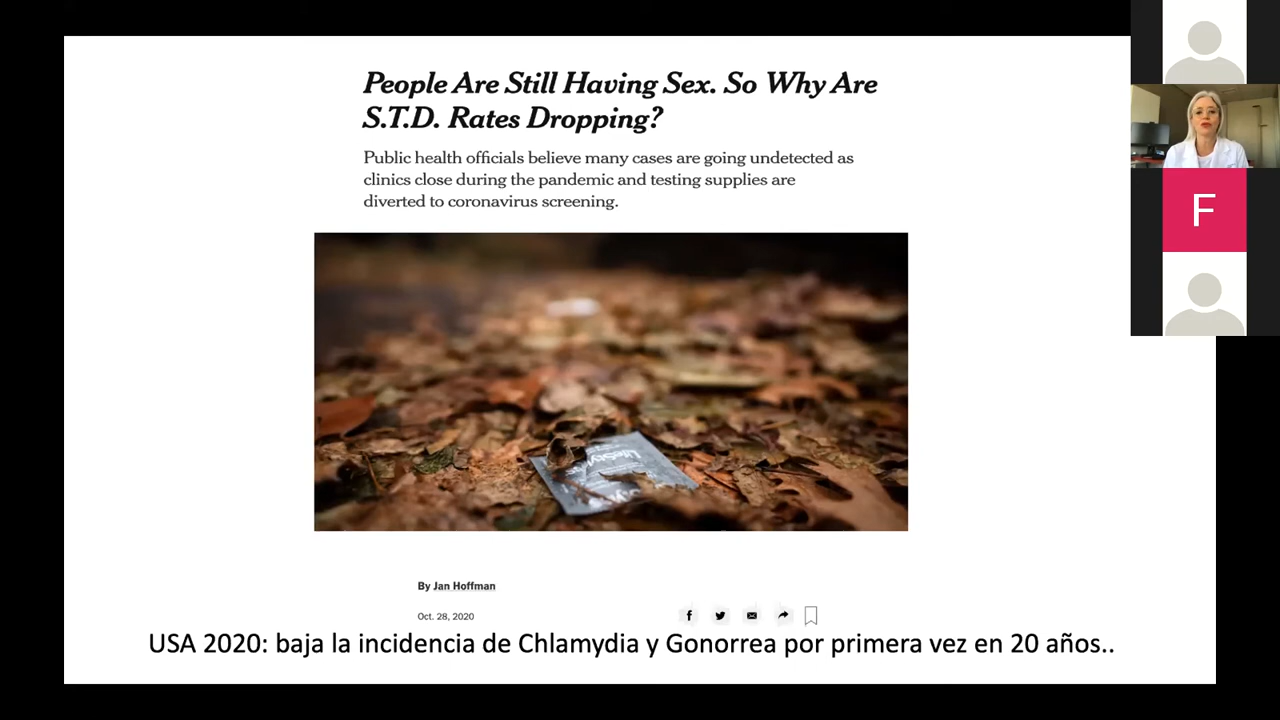 People Are Still Having Sex. So Why Are
S.T.D. Rates Dropping?
Public health officials believe many cases are going undetected as
clinics close during the pandemic and testing supplies are
diverted to coronavirus screening.
F
LifeStyles
By Jan Hoffman
Oct. 28, 2020
USA 2020: baja la incidencia de Chlamydia y Gonorrea por primera vez en 20 años..